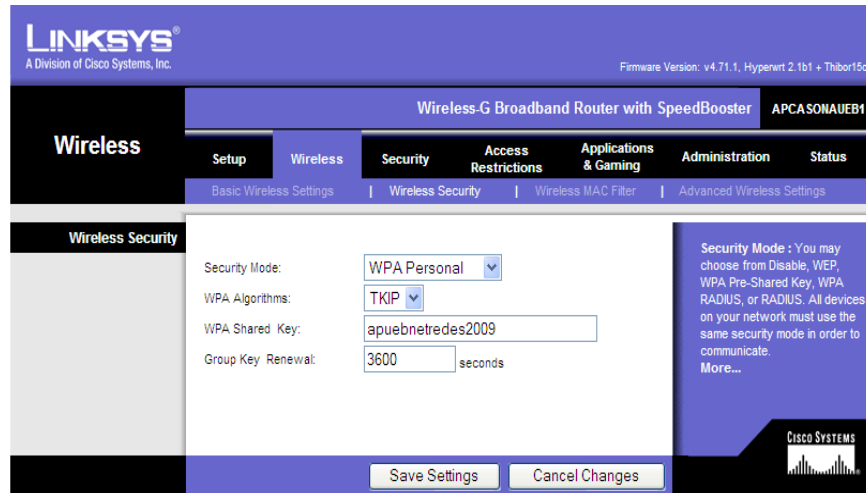 LINKSYS®
A Division of Cisco Systems, Inc.
Firmware Version: v4.71.1, Hyperwrt 2.1b1 + Thibor15c
Wireless-G Broadband Router with SpeedBooster
APCASONAUEB1
Wireless
Setup
Wireless
Security
Access Restrictions
Applications & Gaming
Administration
Status
Basic Wireless Settings | Wireless Security | Wireless MAC Filter | Advanced Wireless Settings
Wireless Security
Security Mode: WPA Personal
WPA Algorithms: TKIP
WPA Shared Key: apuebnetredes2009
Group Key Renewal: 3600 seconds
Security Mode : You may
choose from Disable, WEP,
WPA Pre-Shared Key, WPA
RADIUS, or RADIUS. All devices
on your network must use the
same security mode in order to
communicate.
More...
CISCO SYSTEMS
Save Settings
Cancel Changes